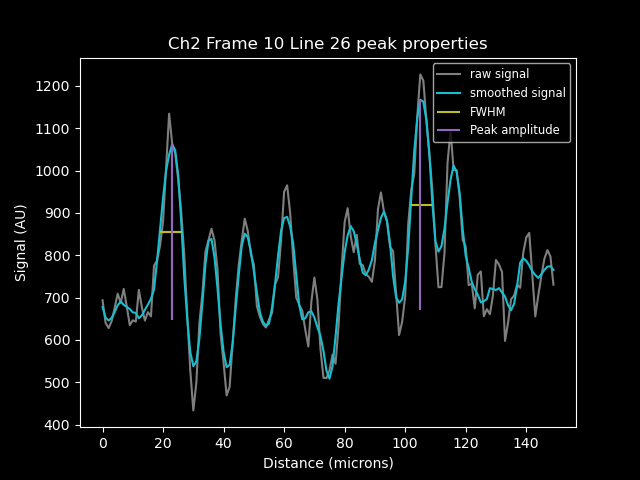 Ch2 Frame 10 Line 26 peak properties
raw signal
smoothed signal
FWHM
Peak amplitude
Signal (AU)
1200
1100
1000
900
800
700
600
500
400
0 20 40 60 80 100 120 140
Distance (microns)